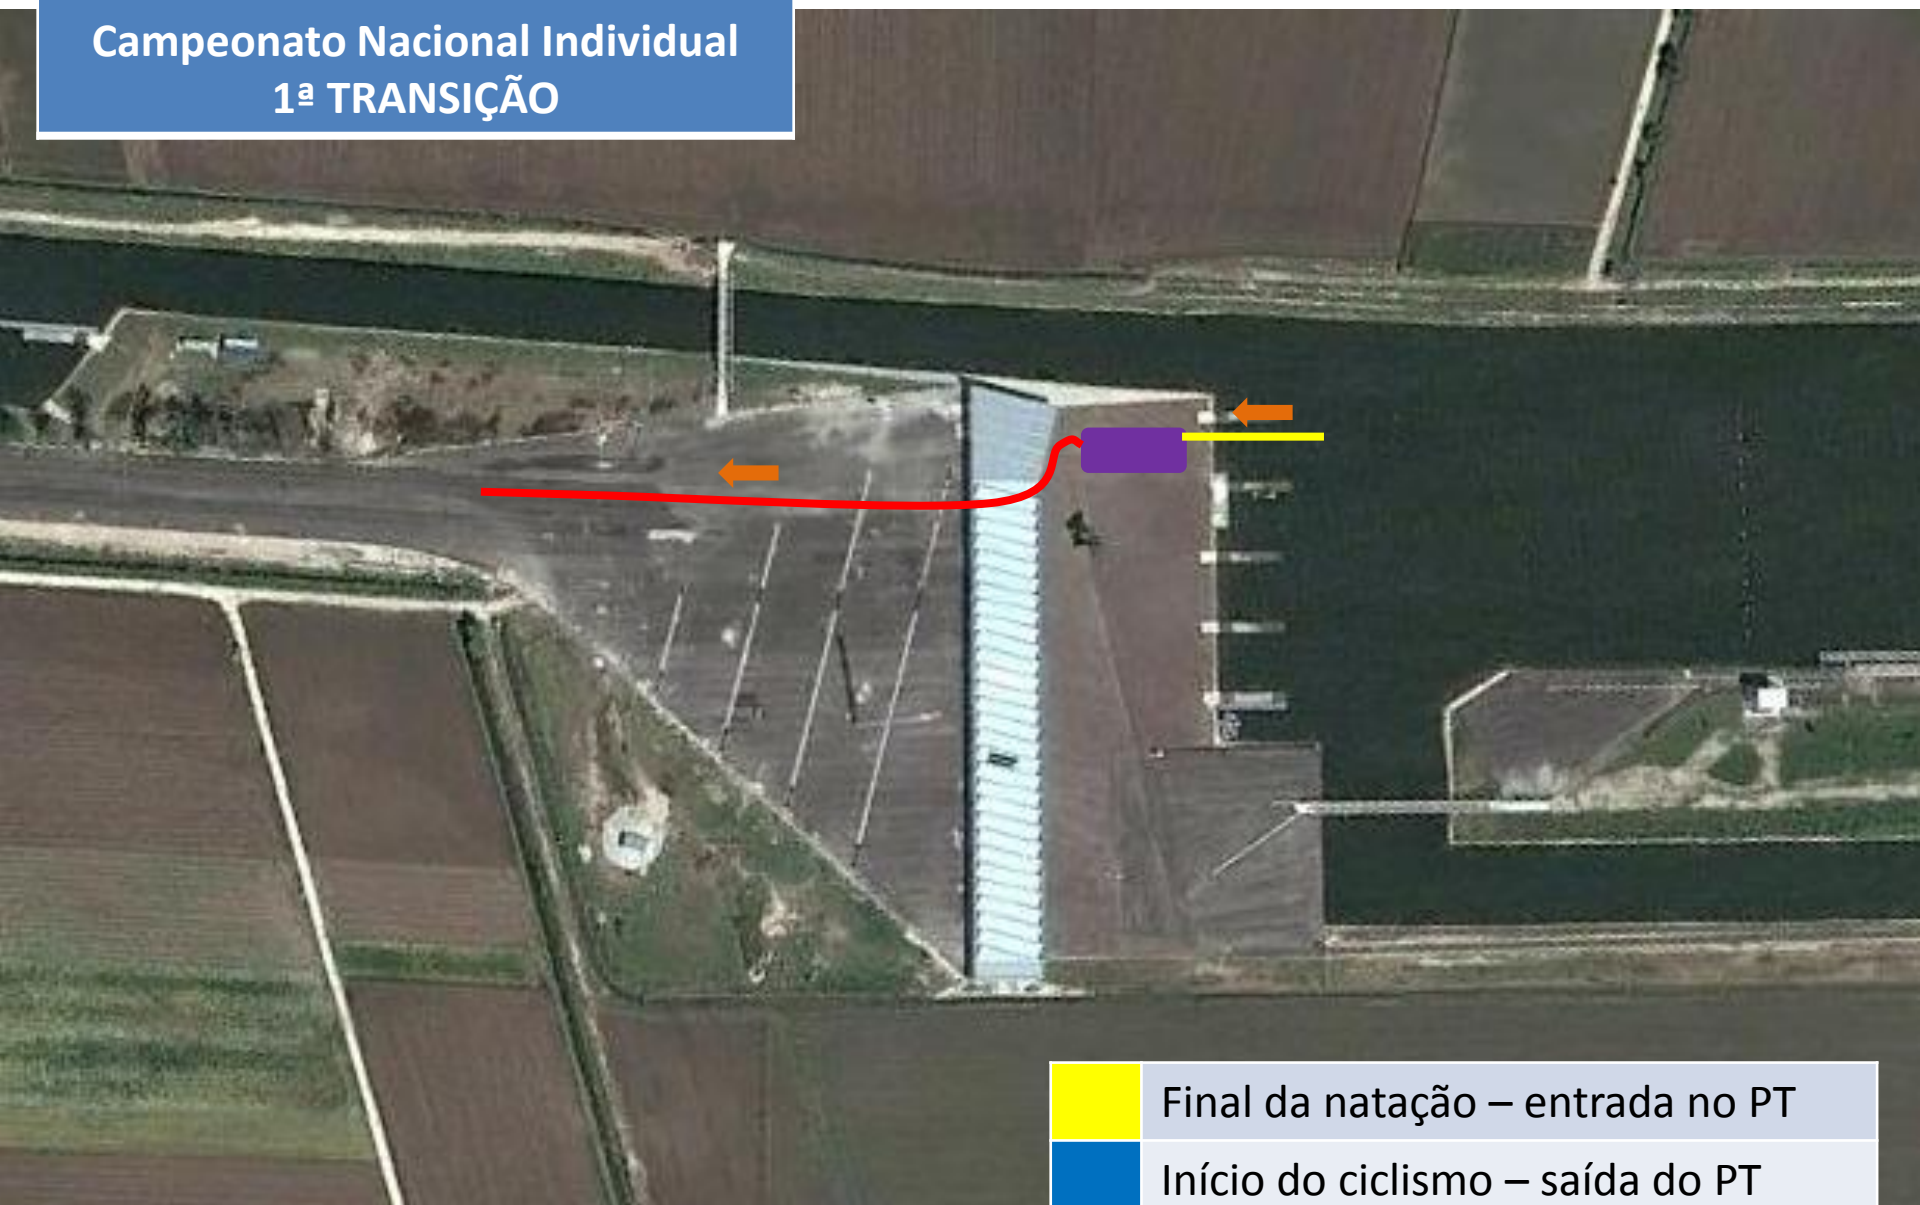 Campeonato Nacional Individual
1ª TRANSIÇÃO
Final da natação – entrada no PT
Início do ciclismo – saída do PT